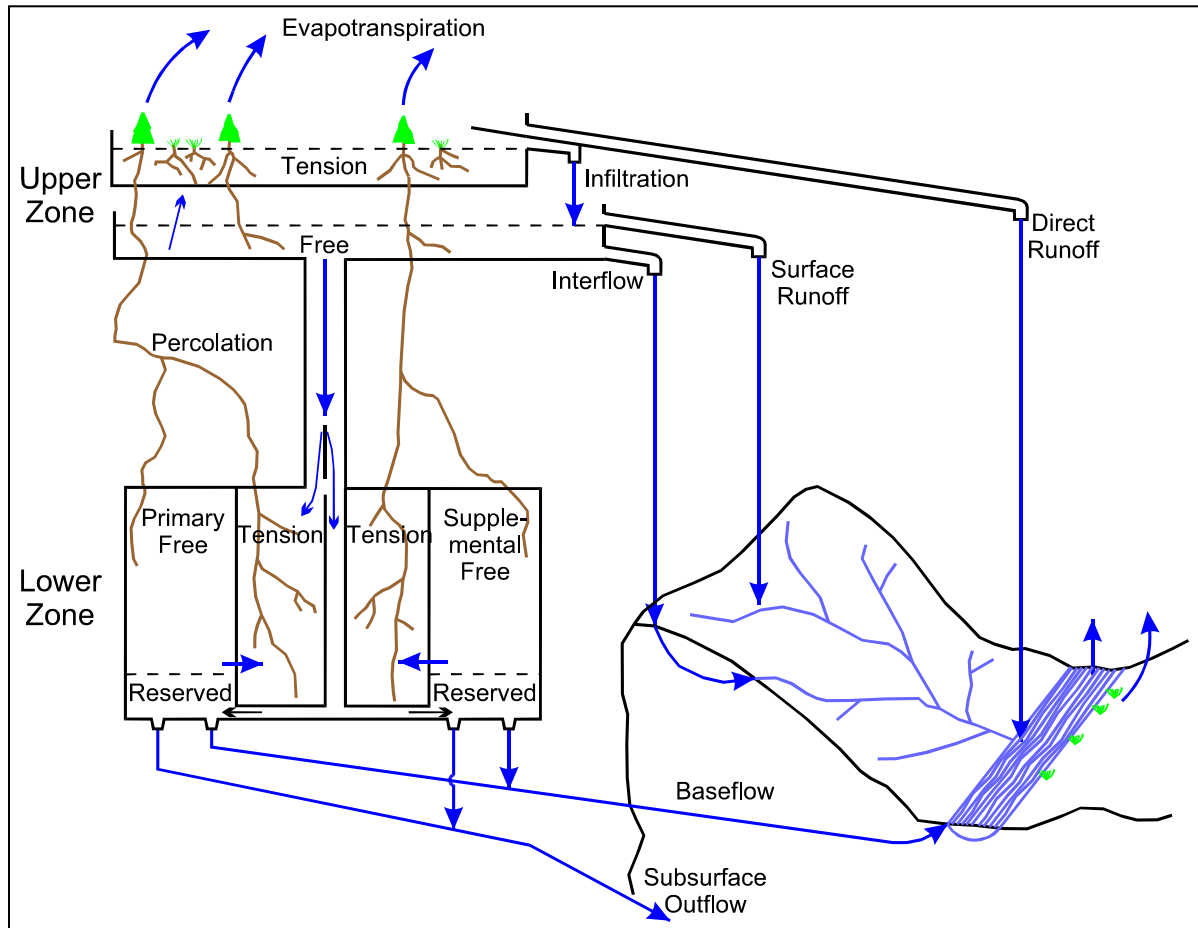 Evapotranspiration
Upper
Zone
Tension
Infiltration
Direct
Runoff
Free
Interflow
Surface
Runoff
Percolation
Lower
Zone
Primary
Free
Tension
Tension
Supple-
mental
Free
Reserved
Reserved
Baseflow
Subsurface
Outflow